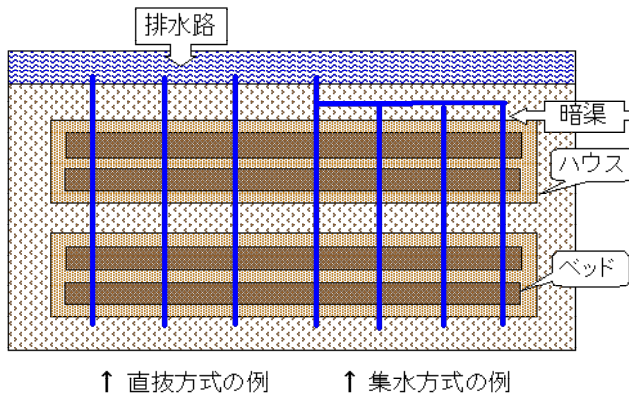 排水路
暗渠
ハウス
ベッド
↑ 直抜方式の例
↑ 集水方式の例